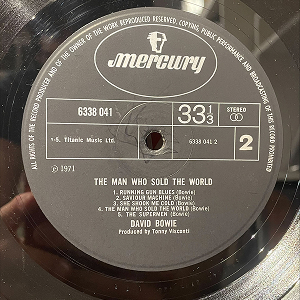 ALL RIGHTS OF THE RECORD PRODUCER AND OF THE OWNER OF THE WORK REPRODUCED RESERVED. UNAUTHORISED COPYING, PUBLIC PERFORMANCE AND BROADCASTING OF THIS RECORD PROHIBITED
mercury
6338 041
33 1/3
STEREO
1-5. Titanic Music Ltd.
6338 041 2
2
℗ 1971
THE MAN WHO SOLD THE WORLD
1. RUNNING GUN BLUES (Bowie)
2. SAVIOUR MACHINE (Bowie)
3. SHE SHOOK ME COLD (Bowie)
4. THE MAN WHO SOLD THE WORLD (Bowie)
5. THE SUPERMEN (Bowie)
DAVID BOWIE
Produced by Tonny Visconti